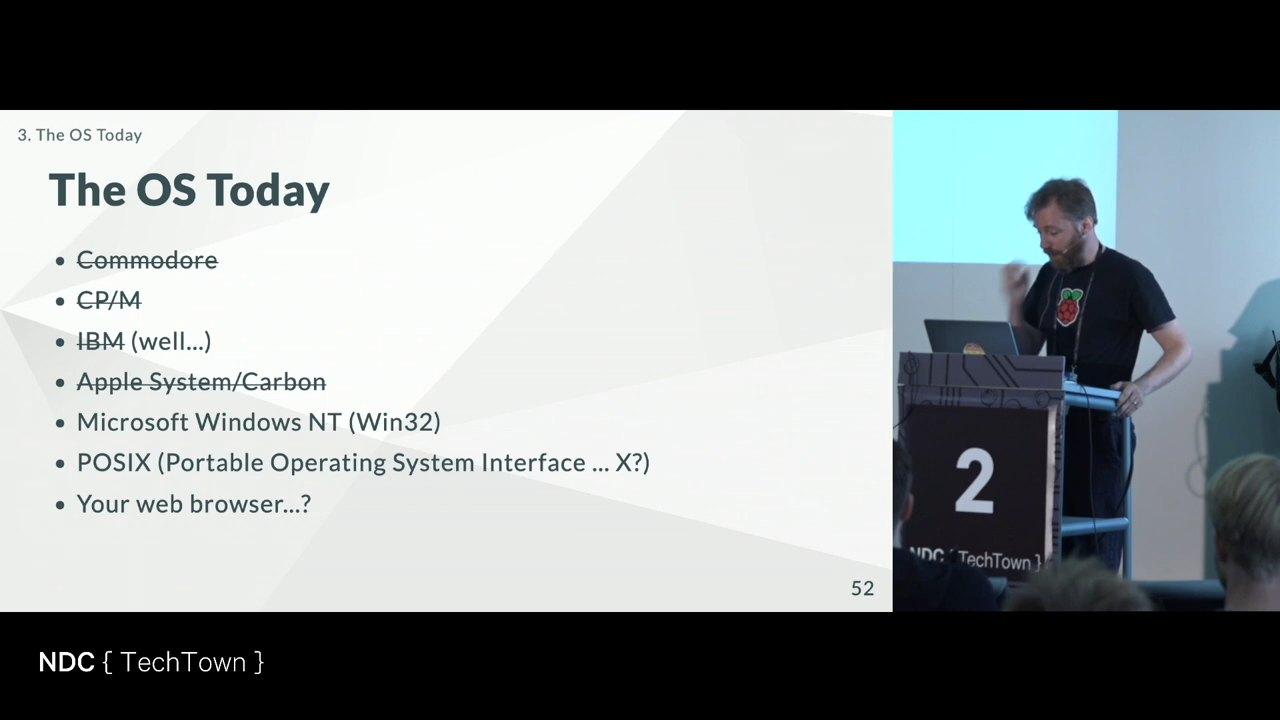 3. The OS Today
The OS Today
Commodore
CP/M
IBM (well...)
Apple System/Carbon
Microsoft Windows NT (Win32)
POSIX (Portable Operating System Interface ... X?)
Your web browser...?
52
2
NDC { TechTown }
NDC { TechTown }